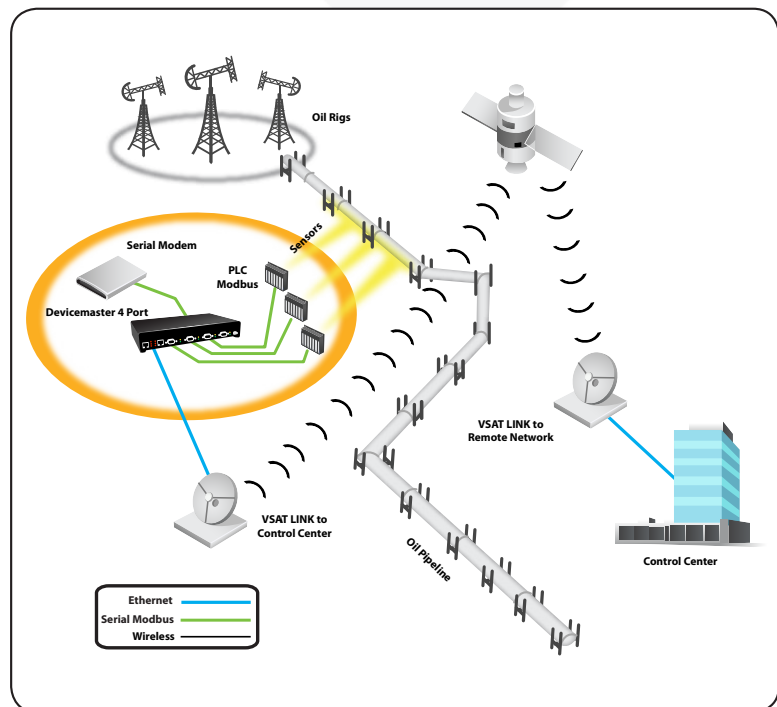 Oil Rigs
Sensors
Serial Modem
PLC
Modbus
Devicemaster 4 Port
VSAT LINK to
Remote Network
VSAT LINK to
Control Center
Oil Pipeline
Control Center
Ethernet
Serial Modbus
Wireless